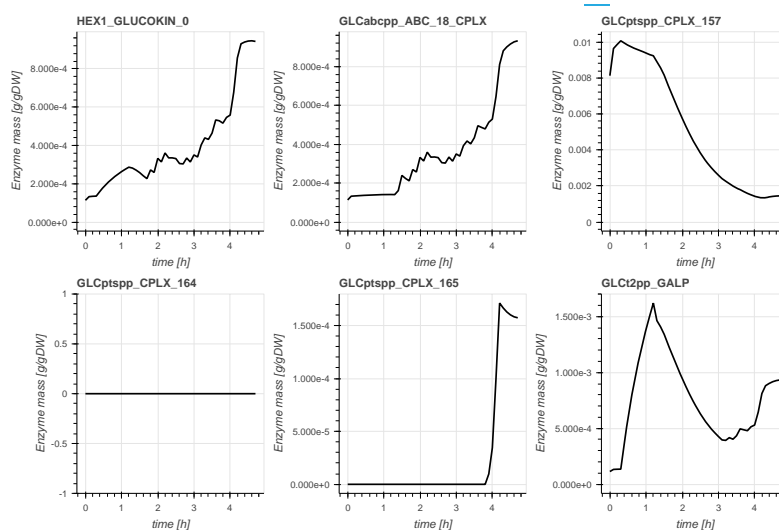 HEX1_GLUCOKIN_0
GLCabcpp_ABC_18_CPLX
GLCptspp_CPLX_157
Enzyme mass [g/gDW]
8.000e-4
6.000e-4
4.000e-4
2.000e-4
0.000e+0
0 1 2 3 4
time [h]
Enzyme mass [g/gDW]
8.000e-4
6.000e-4
4.000e-4
2.000e-4
0.000e+0
0 1 2 3 4
time [h]
Enzyme mass [g/gDW]
0.01
0.008
0.006
0.004
0.002
0
0 1 2 3 4
time [h]
GLCptspp_CPLX_164
GLCptspp_CPLX_165
GLCt2pp_GALP
Enzyme mass [g/gDW]
1
0.5
0
-0.5
-1
0 1 2 3 4
time [h]
Enzyme mass [g/gDW]
1.500e-4
1.000e-4
5.000e-5
0.000e+0
0 1 2 3 4
time [h]
Enzyme mass [g/gDW]
1.500e-3
1.000e-3
5.000e-4
0.000e+0
0 1 2 3 4
time [h]